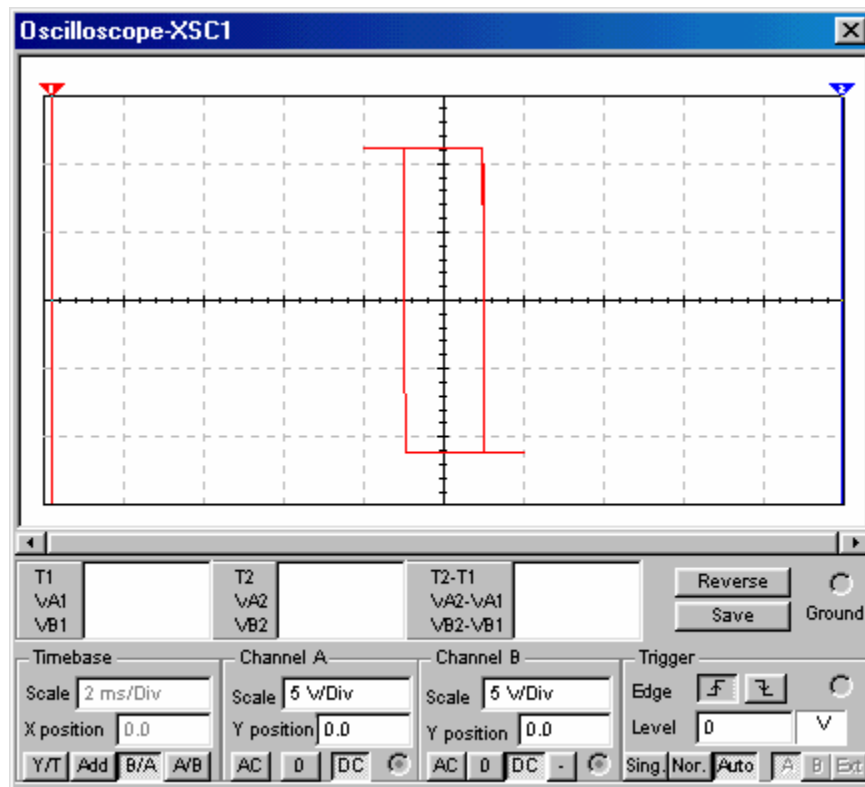 Oscilloscope-XSC1
1 2
T1 T2 T2-T1 Reverse
VA1 VA2 VA2-VA1
VB1 VB2 VB2-VB1 Save Ground
Timebase Channel A Channel B Trigger
Scale 2 ms/Div Scale 5 V/Div Scale 5 V/Div Edge
X position 0.0 Y position 0.0 Y position 0.0 Level 0 V
Y/T Add B/A A/B AC 0 DC AC 0 DC - Sing. Nor. Auto A B Ext